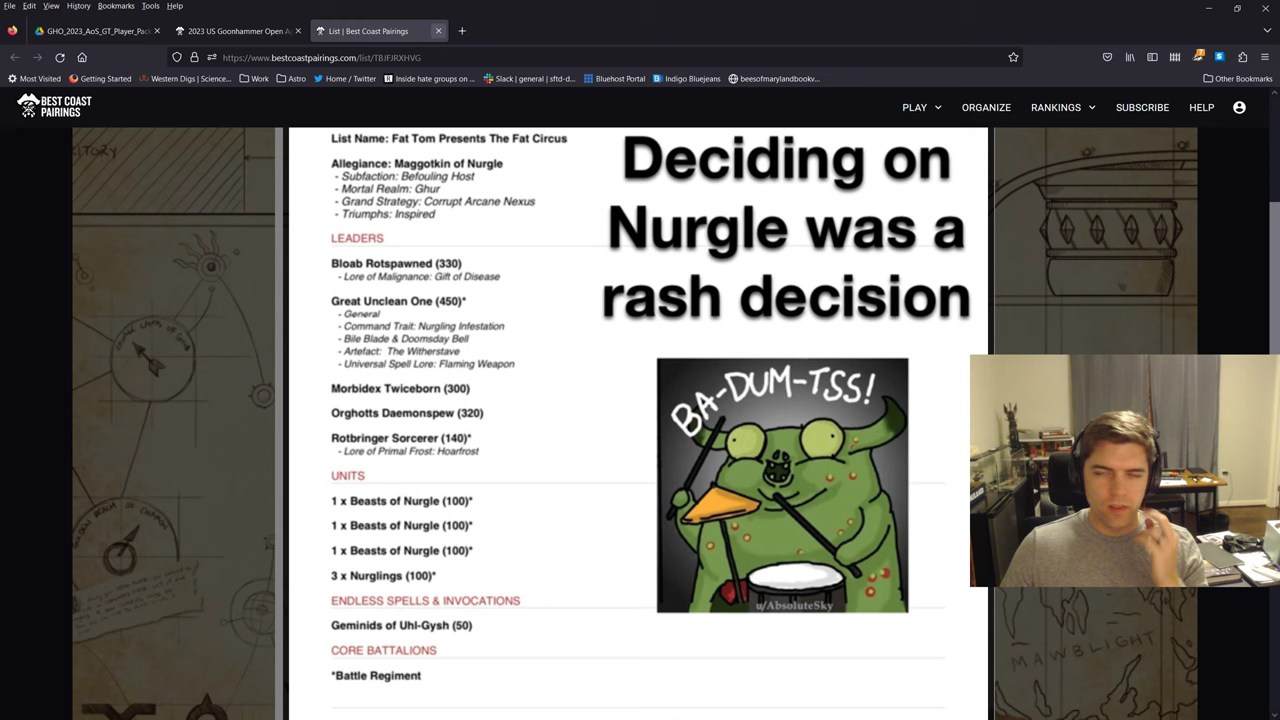 File Edit View History Bookmarks Tools Help
GHO_2023_AoS_GT_Player_Pack
2023 US Goonhammer Open A
List | Best Coast Pairings
https://www.bestcoastpairings.com/list/TBJFJRXHVG
Most Visited Getting Started Western Digs | Science... Work Astro Home / Twitter Inside hate groups on ... Slack | general | sftd-d... Bluehost Portal Indigo Bluejeans beesofmarylandbookv... Other Bookmarks
BEST COAST
PAIRINGS
PLAY ORGANIZE RANKINGS SUBSCRIBE HELP
List Name: Fat Tom Presents The Fat Circus
Allegiance: Maggotkin of Nurgle
- Subfaction: Befouling Host
- Mortal Realm: Ghur
- Grand Strategy: Corrupt Arcane Nexus
- Triumphs: Inspired
LEADERS
Bloab Rotspawned (330)
- Lore of Malignance: Gift of Disease
Great Unclean One (450)*
- General
- Command Trait: Nurgling Infestation
- Bile Blade & Doomsday Bell
- Artefact: The Witherstave
- Universal Spell Lore: Flaming Weapon
Morbidex Twiceborn (300)
Orghotts Daemonspew (320)
Rotbringer Sorcerer (140)*
- Lore of Primal Frost: Hoarfrost
UNITS
1 x Beasts of Nurgle (100)*
1 x Beasts of Nurgle (100)*
1 x Beasts of Nurgle (100)*
3 x Nurglings (100)*
ENDLESS SPELLS & INVOCATIONS
Geminids of Uhl-Gysh (50)
CORE BATTALIONS
*Battle Regiment
Deciding on
Nurgle was a
rash decision
BA-DUM-TSS!
u/AbsoluteSky
MAWBLIGHT